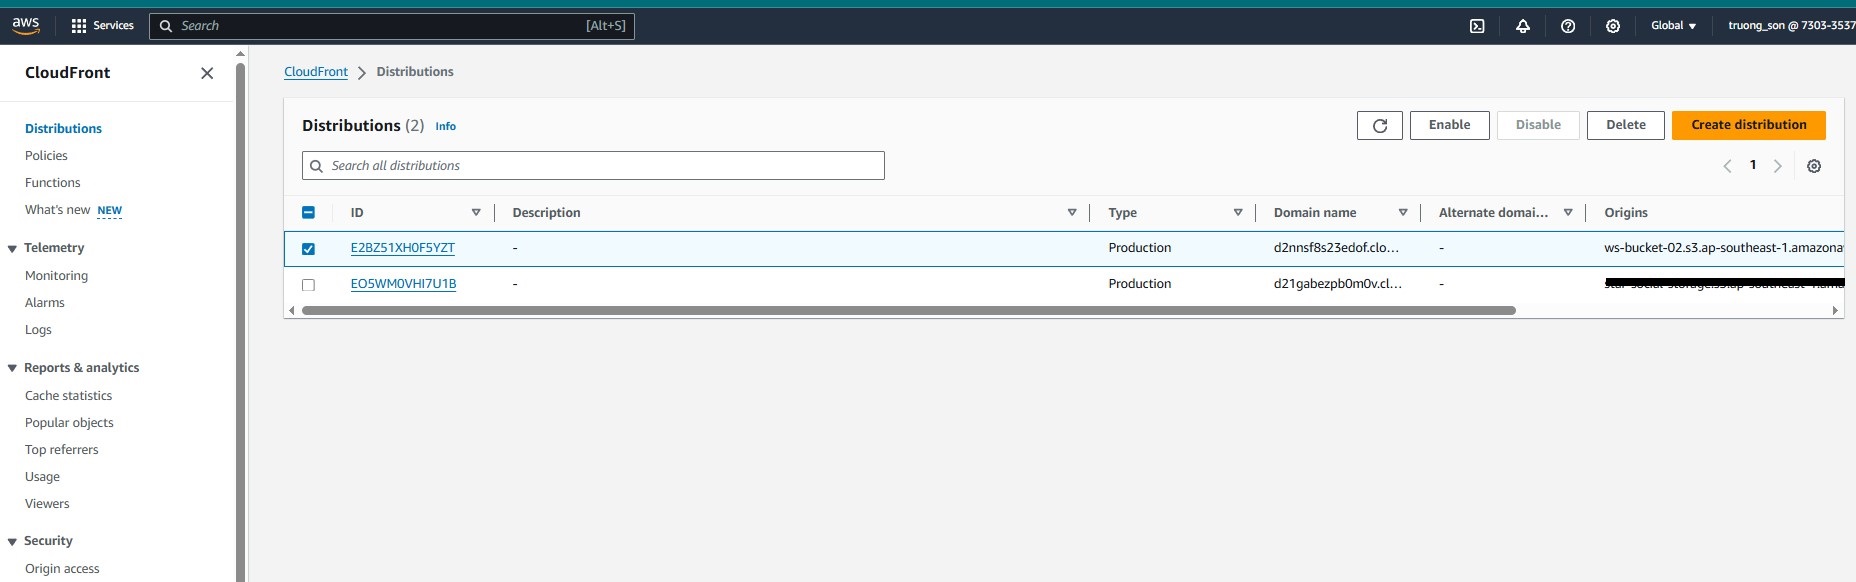 aws Services Search [Alt+S] Global truong_son @ 7303-3537
CloudFront
Distributions
Policies
Functions
What's new NEW
Telemetry
Monitoring
Alarms
Logs
Reports & analytics
Cache statistics
Popular objects
Top referrers
Usage
Viewers
Security
Origin access
CloudFront Distributions
Distributions (2) Info Enable Disable Delete Create distribution
Search all distributions 1
ID Description Type Domain name Alternate domai... Origins
E2BZ51XH0F5YZT - Production d2nnsf8s23edof.clo... - ws-bucket-02.s3.ap-southeast-1.amazona
EO5WM0VHI7U1B - Production d21gabezpb0m0v.cl... -